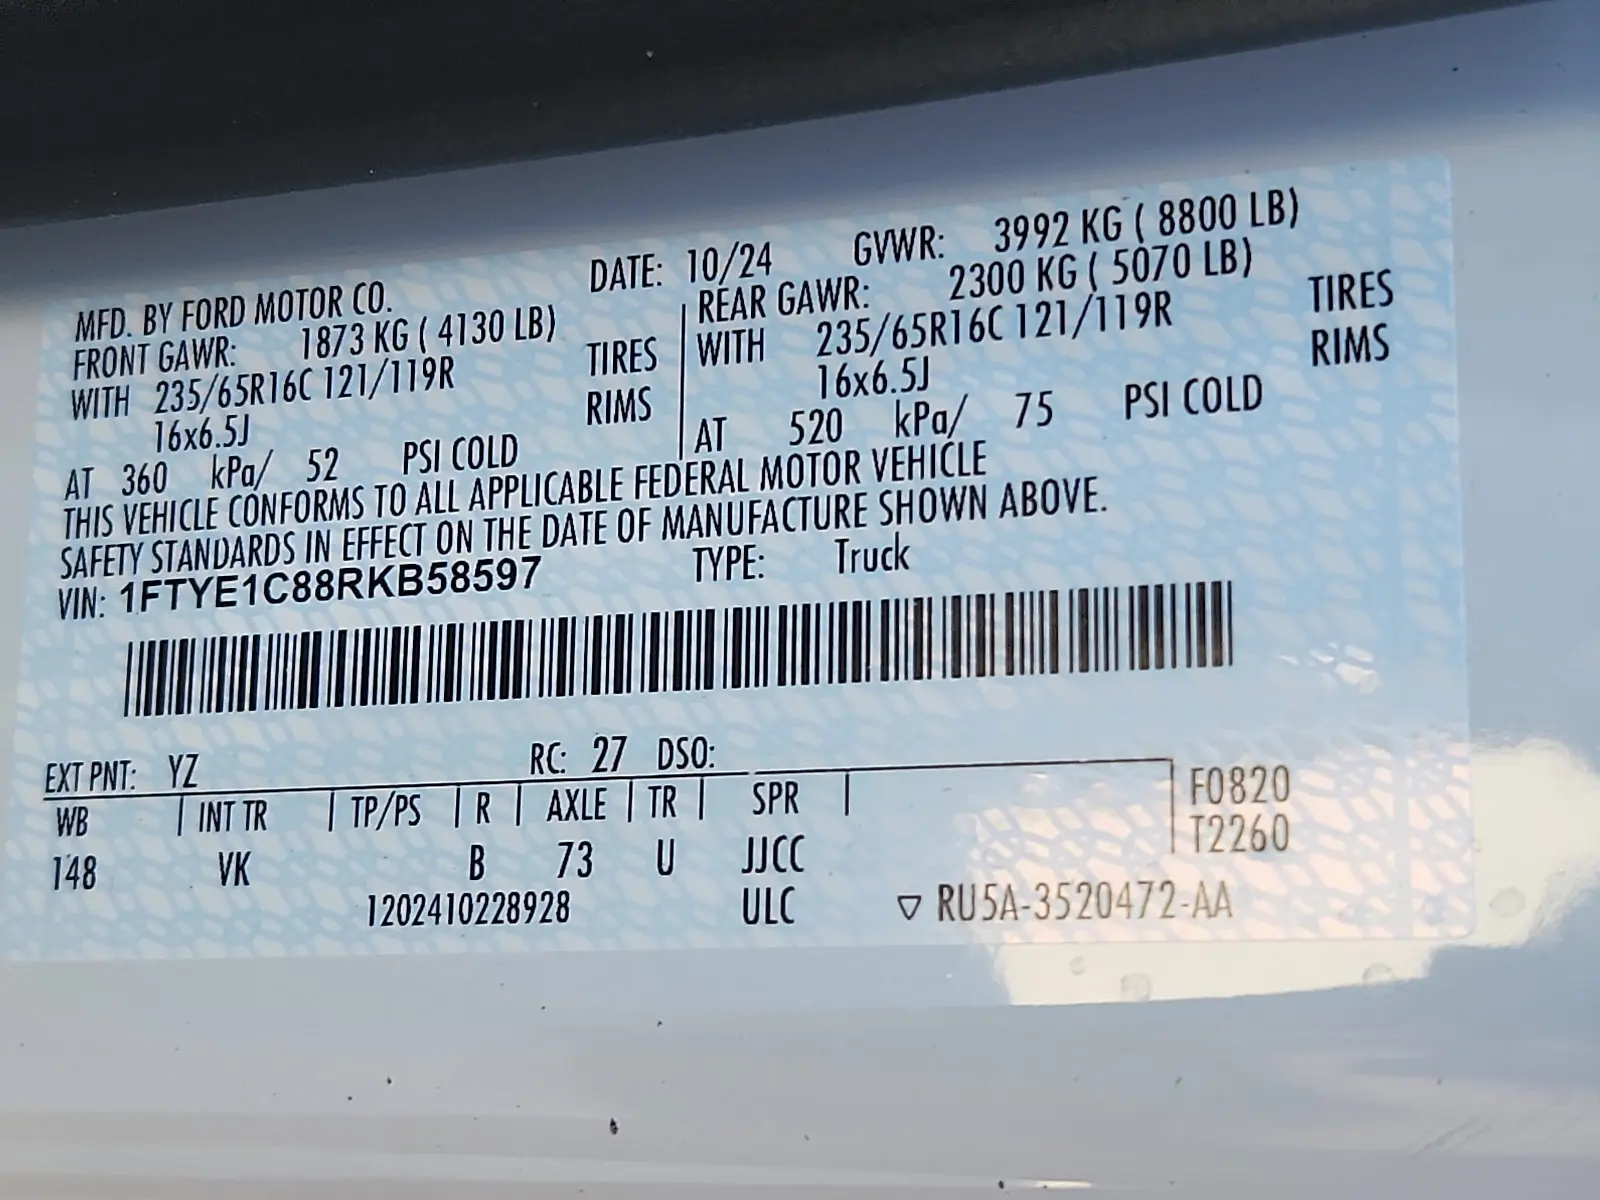 MFD. BY FORD MOTOR CO. DATE: 10/24 GVWR: 3992 KG ( 8800 LB)
FRONT GAWR: 1873 KG ( 4130 LB) REAR GAWR: 2300 KG ( 5070 LB)
WITH 235/65R16C 121/119R TIRES WITH 235/65R16C 121/119R TIRES
16x6.5J RIMS 16x6.5J RIMS
AT 360 kPa/ 52 PSI COLD AT 520 kPa/ 75 PSI COLD
THIS VEHICLE CONFORMS TO ALL APPLICABLE FEDERAL MOTOR VEHICLE
SAFETY STANDARDS IN EFFECT ON THE DATE OF MANUFACTURE SHOWN ABOVE.
VIN: 1FTYE1C88RKB58597 TYPE: Truck
EXT PNT: YZ RC: 27 DSO:
WB INT TR TP/PS R AXLE TR SPR F0820
T2260
148 VK B 73 U JJCC
1202410228928 ULC ▽ RU5A-3520472-AA